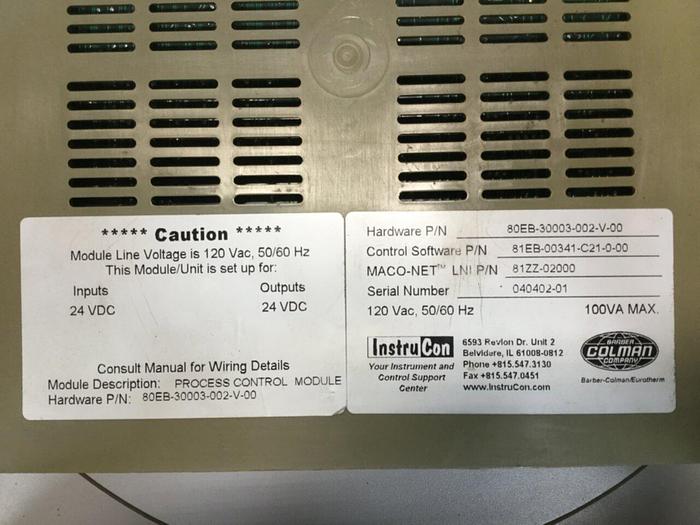 ***** Caution *****
Module Line Voltage is 120 Vac, 50/60 Hz
This Module/Unit is set up for:
Inputs Outputs
24 VDC 24 VDC
Consult Manual for Wiring Details
Module Description: PROCESS CONTROL MODULE
Hardware P/N: 80EB-30003-002-V-00
Hardware P/N 80EB-30003-002-V-00
Control Software P/N 81EB-00341-C21-0-00
MACO-NET™ LNI P/N 81ZZ-02000
Serial Number 040402-01
120 Vac, 50/60 Hz 100VA MAX.
InstruCon
Your Instrument and
Control Support
Center
6593 Revlon Dr. Unit 2
Belvidere, IL 61008-0812
Phone +815.547.3130
Fax +815.547.0451
www.InstruCon.com
BARBER
COLMAN
COMPANY
Barber-Colman/Eurotherm